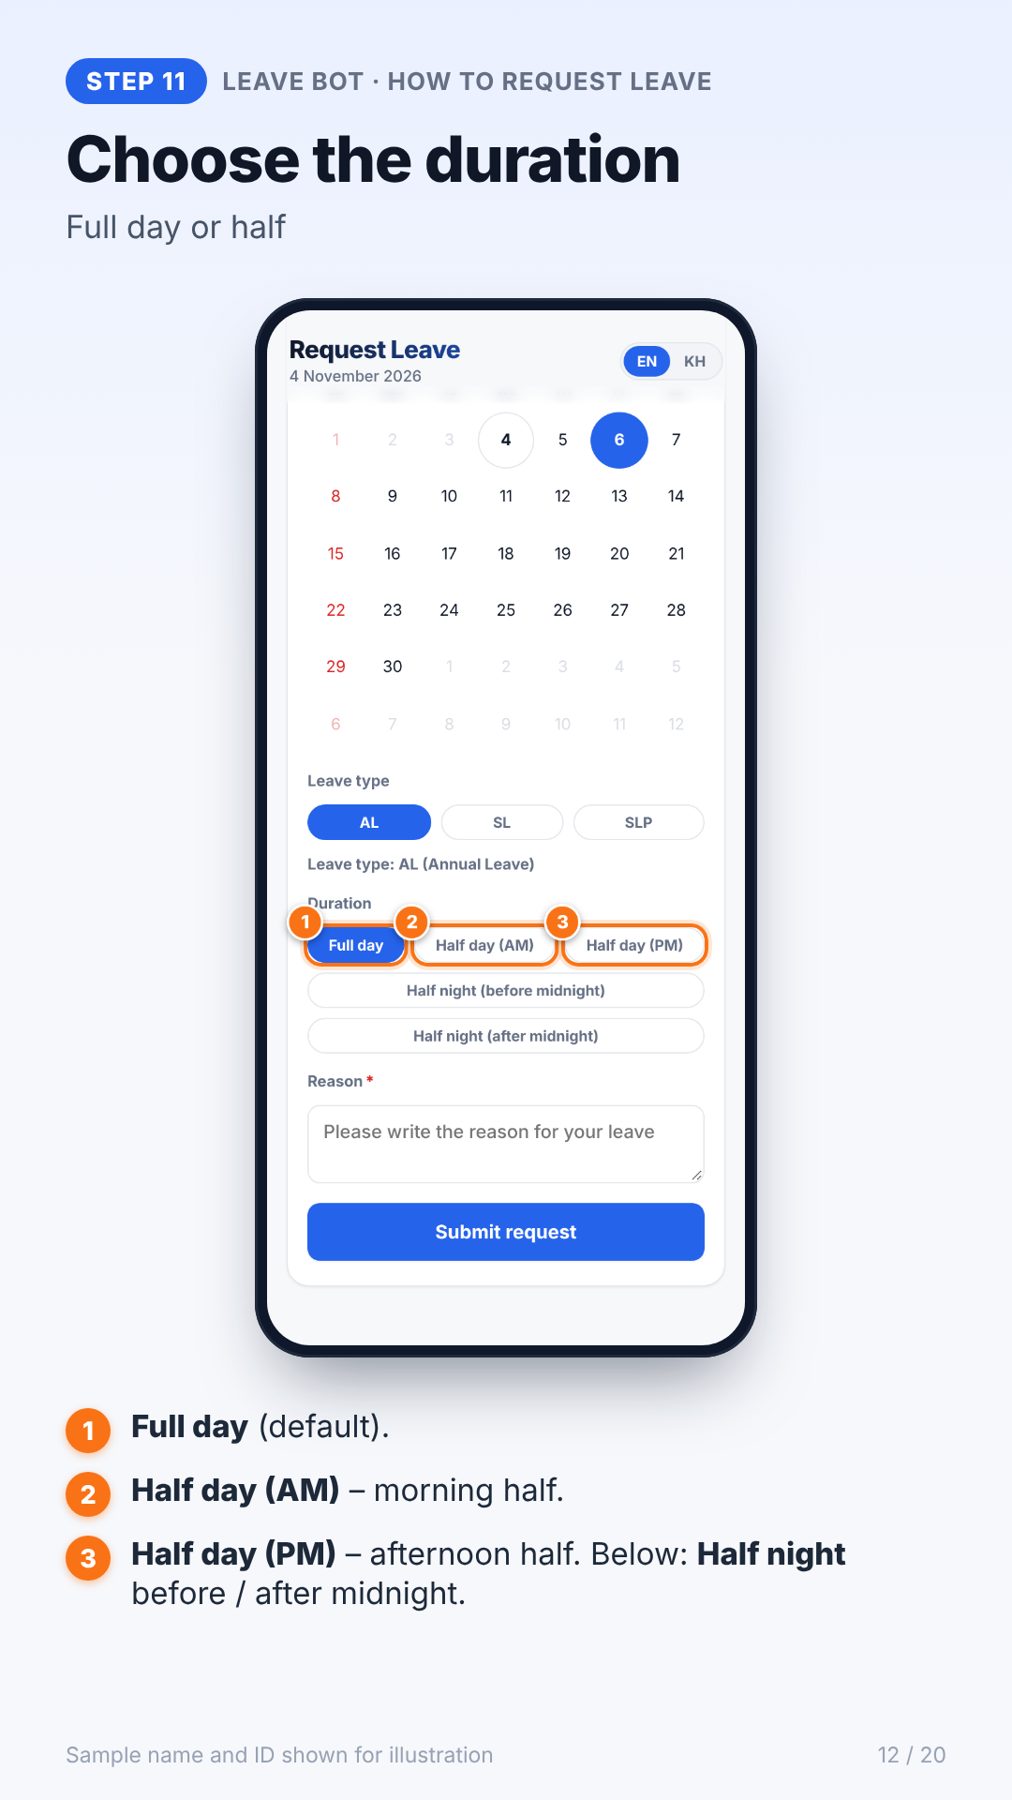 STEP 11 LEAVE BOT · HOW TO REQUEST LEAVE
Choose the duration
Full day or half
Request Leave
4 November 2026
EN KH
1 2 3 4 5 6 7
8 9 10 11 12 13 14
15 16 17 18 19 20 21
22 23 24 25 26 27 28
29 30 1 2 3 4 5
6 7 8 9 10 11 12
Leave type
AL SL SLP
Leave type: AL (Annual Leave)
Duration
1 2 3
Full day Half day (AM) Half day (PM)
Half night (before midnight)
Half night (after midnight)
Reason *
Please write the reason for your leave
Submit request
1 Full day (default).
2 Half day (AM) – morning half.
3 Half day (PM) – afternoon half. Below: Half night
before / after midnight.
Sample name and ID shown for illustration 12 / 20